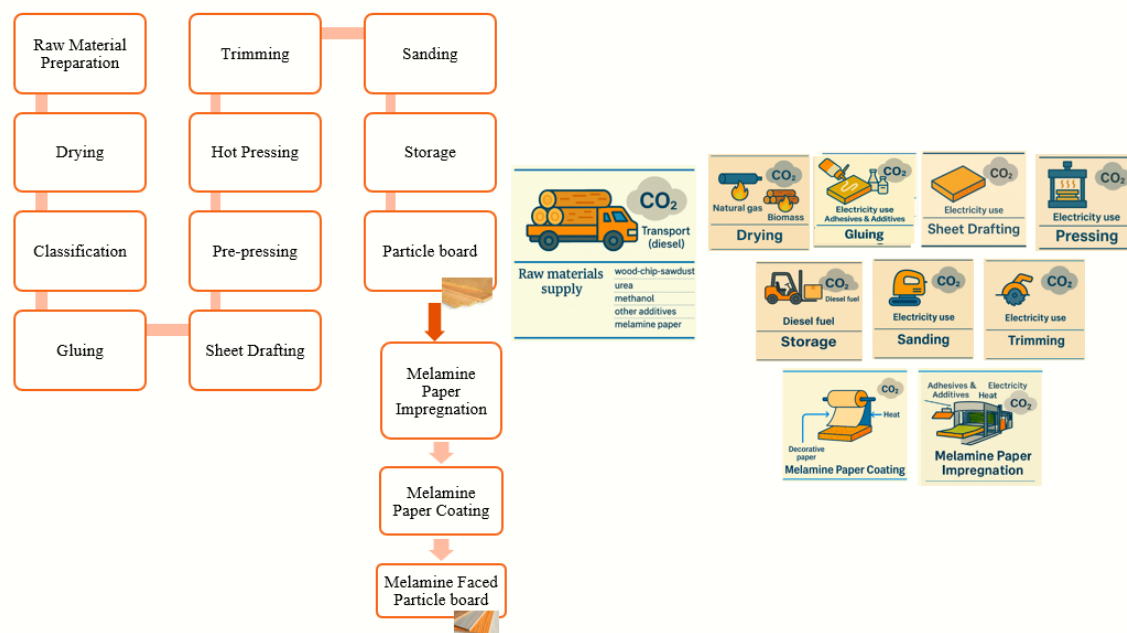 Raw Material
Preparation
Drying
Classification
Gluing
Trimming
Hot Pressing
Pre-pressing
Sheet Drafting
Sanding
Storage
Particle board
Melamine
Paper
Impregnation
Melamine
Paper Coating
Melamine Faced
Particle board
CO₂
Transport
(diesel)
Raw materials
supply
wood-chip-sawdust
urea
methanol
other additives
melamine paper
CO₂
Natural gas
Biomass
Drying
CO₂
Electricity use
Adhesives & Additives
Gluing
CO₂
Electricity use
Sheet Drafting
CO₂
Electricity use
Pressing
CO₂
Diesel fuel
Diesel fuel
Storage
CO₂
Electricity use
Sanding
CO₂
Electricity use
Trimming
CO₂
Heat
Decorative
paper
Melamine Paper Coating
Adhesives &
Additives
Electricity
Heat
CO₂
Melamine Paper
Impregnation